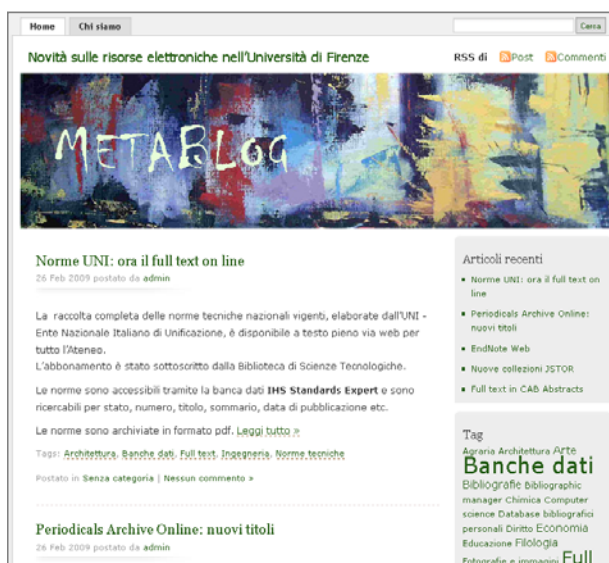 Home Chi siamo Cerca
Novità sulle risorse elettroniche nell'Università di Firenze RSS di Post Commenti
METABLOG
Norme UNI: ora il full text on line
26 Feb 2009 postato da admin
La raccolta completa delle norme tecniche nazionali vigenti, elaborate dall'UNI -
Ente Nazionale Italiano di Unificazione, è disponibile a testo pieno via web per
tutto l'Ateneo.
L'abbonamento è stato sottoscritto dalla Biblioteca di Scienze Tecnologiche.
Le norme sono accessibili tramite la banca dati IHS Standards Expert e sono
ricercabili per stato, numero, titolo, sommario, data di pubblicazione etc.
Le norme sono archiviate in formato pdf. Leggi tutto »
Tags: Architettura, Banche dati, Full text, Ingegneria, Norme tecniche
Postato in Senza categoria | Nessun commento »
Periodicals Archive Online: nuovi titoli
26 Feb 2009 postato da admin
Articoli recenti
Norme UNI: ora il full text on
line
Periodicals Archive Online:
nuovi titoli
EndNote Web
Nuove collezioni JSTOR
Full text in CAB Abstracts
Tag
Agraria Architettura Arte
Banche dati
Bibliografie Bibliographic
manager Chimica Computer
science Database bibliografici
personali Diritto Economia
Educazione Filologia
Fotografie e immagini Full